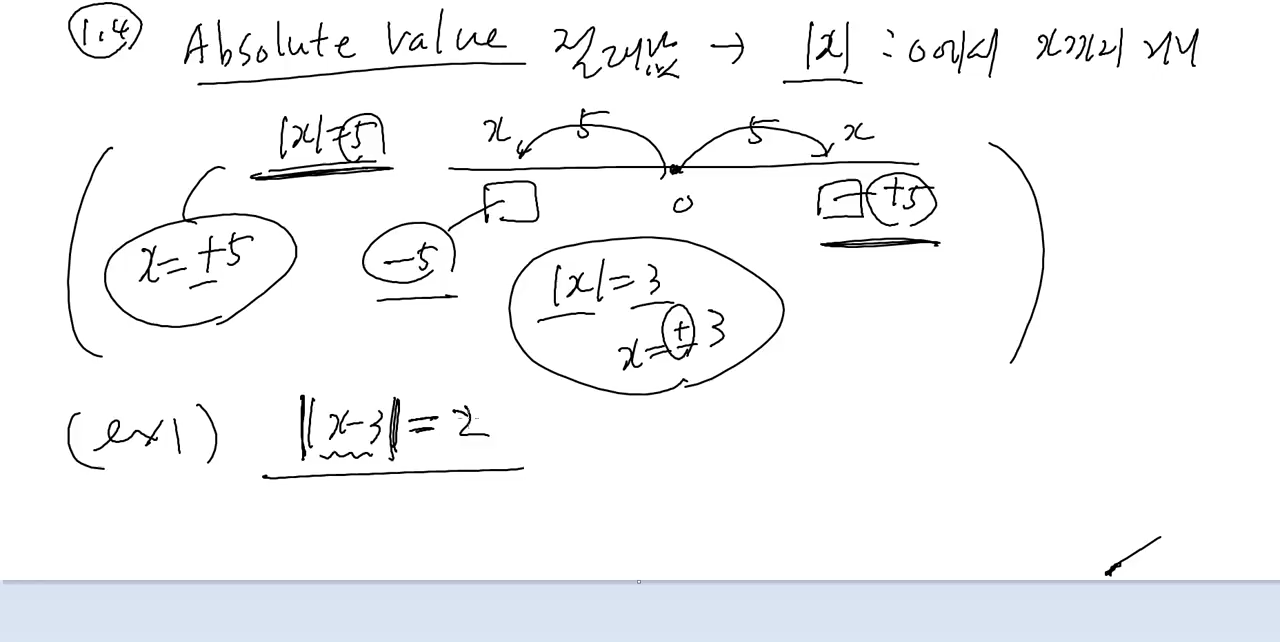 1.4 Absolute value 절대값 → |x| : 0에서 x까지 거리
|x|=5 x 5 5 x
0 +5
x=±5 -5 |x|=3
x=±3
(ex1) |x-3|=2